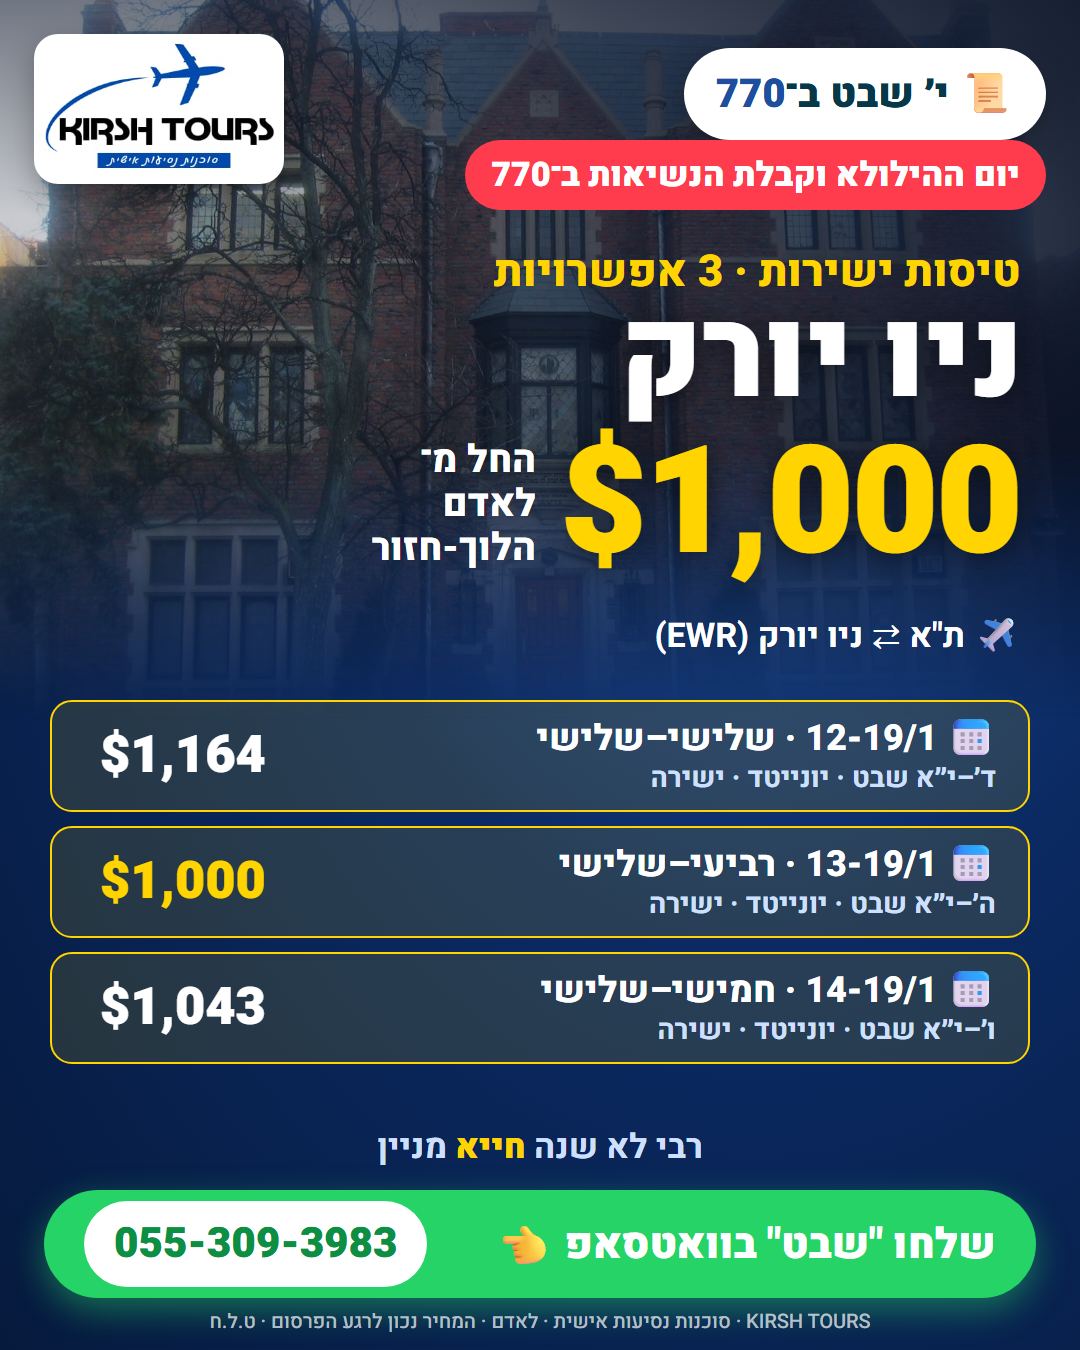 KIRSH TOURS
סוכנות נסיעות אישית
י׳ שבט ב־770
יום ההילולא וקבלת הנשיאות ב־770
טיסות ישירות · 3 אפשרויות
ניו יורק
$1,000
החל מ־
לאדם
הלוך-חזור
ת"א ⇄ ניו יורק (EWR)
12-19/1 · שלישי–שלישי
ד׳–י״א שבט · יונייטד · ישירה
$1,164
13-19/1 · רביעי–שלישי
ה׳–י״א שבט · יונייטד · ישירה
$1,000
14-19/1 · חמישי–שלישי
ו׳–י״א שבט · יונייטד · ישירה
$1,043
רבי לא שנה חייא מניין
שלחו "שבט" בוואטסאפ
055-309-3983
KIRSH TOURS · סוכנות נסיעות אישית · לאדם · המחיר נכון לרגע הפרסום · ט.ל.ח